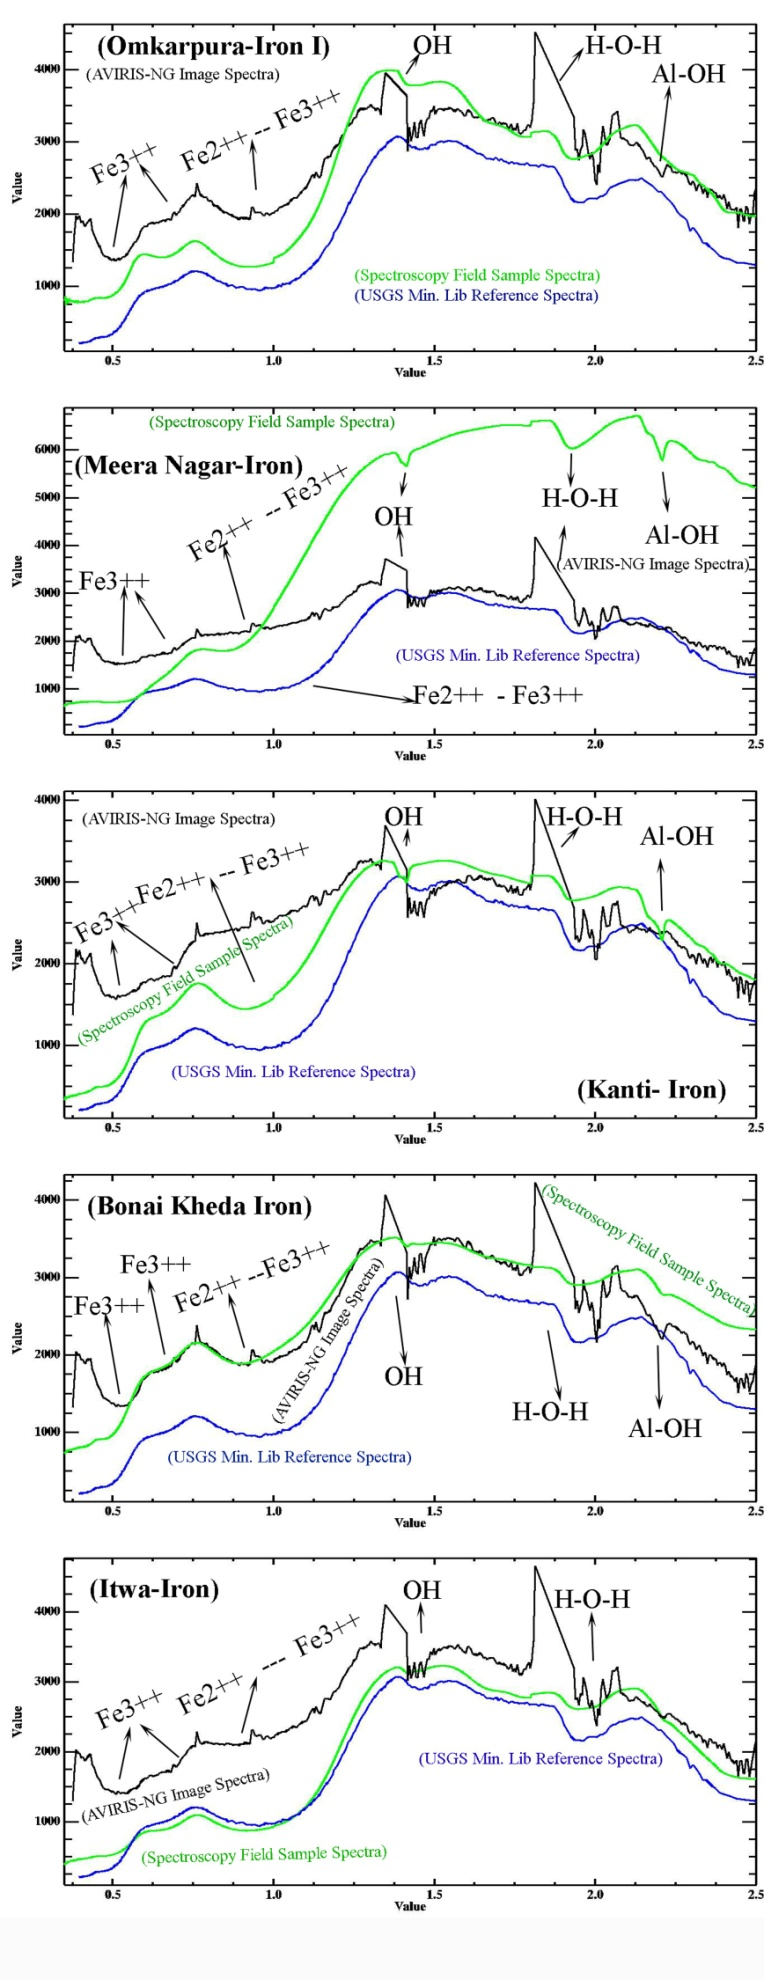 (Omkarpura-Iron I)
(AVIRIS-NG Image Spectra)
OH
H-O-H
Al-OH
Fe3++
Fe2++ -- Fe3++
(Spectroscopy Field Sample Spectra)
(USGS Min. Lib Reference Spectra)
4000
3000
2000
1000
Value
0.5
1.0
1.5
2.0
2.5
Value
(Spectroscopy Field Sample Spectra)
(Meera Nagar-Iron)
Fe2++ -- Fe3++
Fe3++
OH
H-O-H
Al-OH
(AVIRIS-NG Image Spectra)
(USGS Min. Lib Reference Spectra)
Fe2++ - Fe3++
6000
5000
4000
3000
2000
1000
Value
0.5
1.0
1.5
2.0
2.5
Value
(AVIRIS-NG Image Spectra)
OH
H-O-H
Al-OH
Fe3++
Fe2++ -- Fe3++
(Spectroscopy Field Sample Spectra)
(USGS Min. Lib Reference Spectra)
(Kanti- Iron)
4000
3000
2000
1000
Value
0.5
1.0
1.5
2.0
2.5
Value
(Bonai Kheda Iron)
(Spectroscopy Field Sample Spectra)
Fe3++
Fe3++
Fe2++ --Fe3++
(AVIRIS-NG Image Spectra)
OH
H-O-H
Al-OH
(USGS Min. Lib Reference Spectra)
4000
3000
2000
1000
Value
0.5
1.0
1.5
2.0
2.5
Value
(Itwa-Iron)
OH
H-O-H
Fe3++
Fe2++ --- Fe3++
(AVIRIS-NG Image Spectra)
(USGS Min. Lib Reference Spectra)
(Spectroscopy Field Sample Spectra)
4000
3000
2000
1000
Value
0.5
1.0
1.5
2.0
2.5
Value